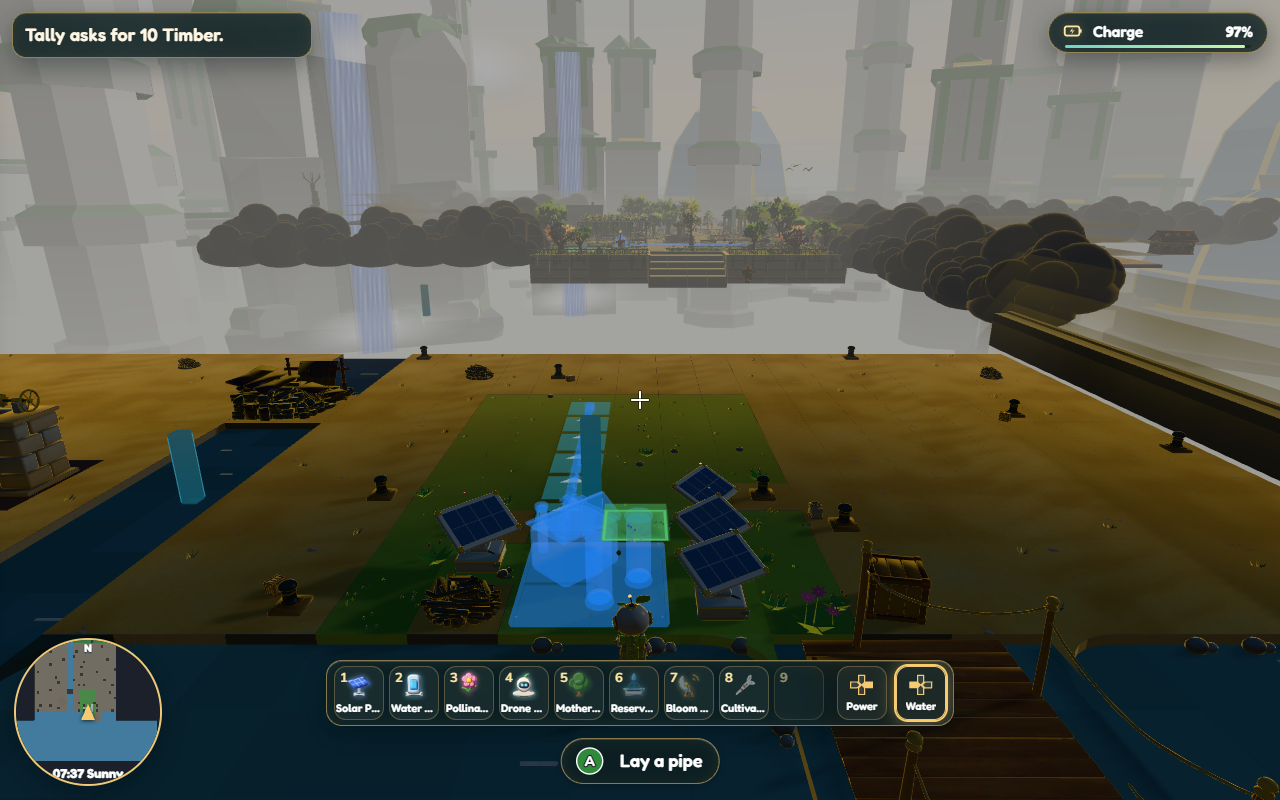 Tally asks for 10 Timber.
Charge 97%
N
07:37 Sunny
1 2 3 4 5 6 7 8 9
Solar P... Water ... Pollina... Drone ... Mother... Reserv... Bloom ... Cultiva... Power Water
A Lay a pipe